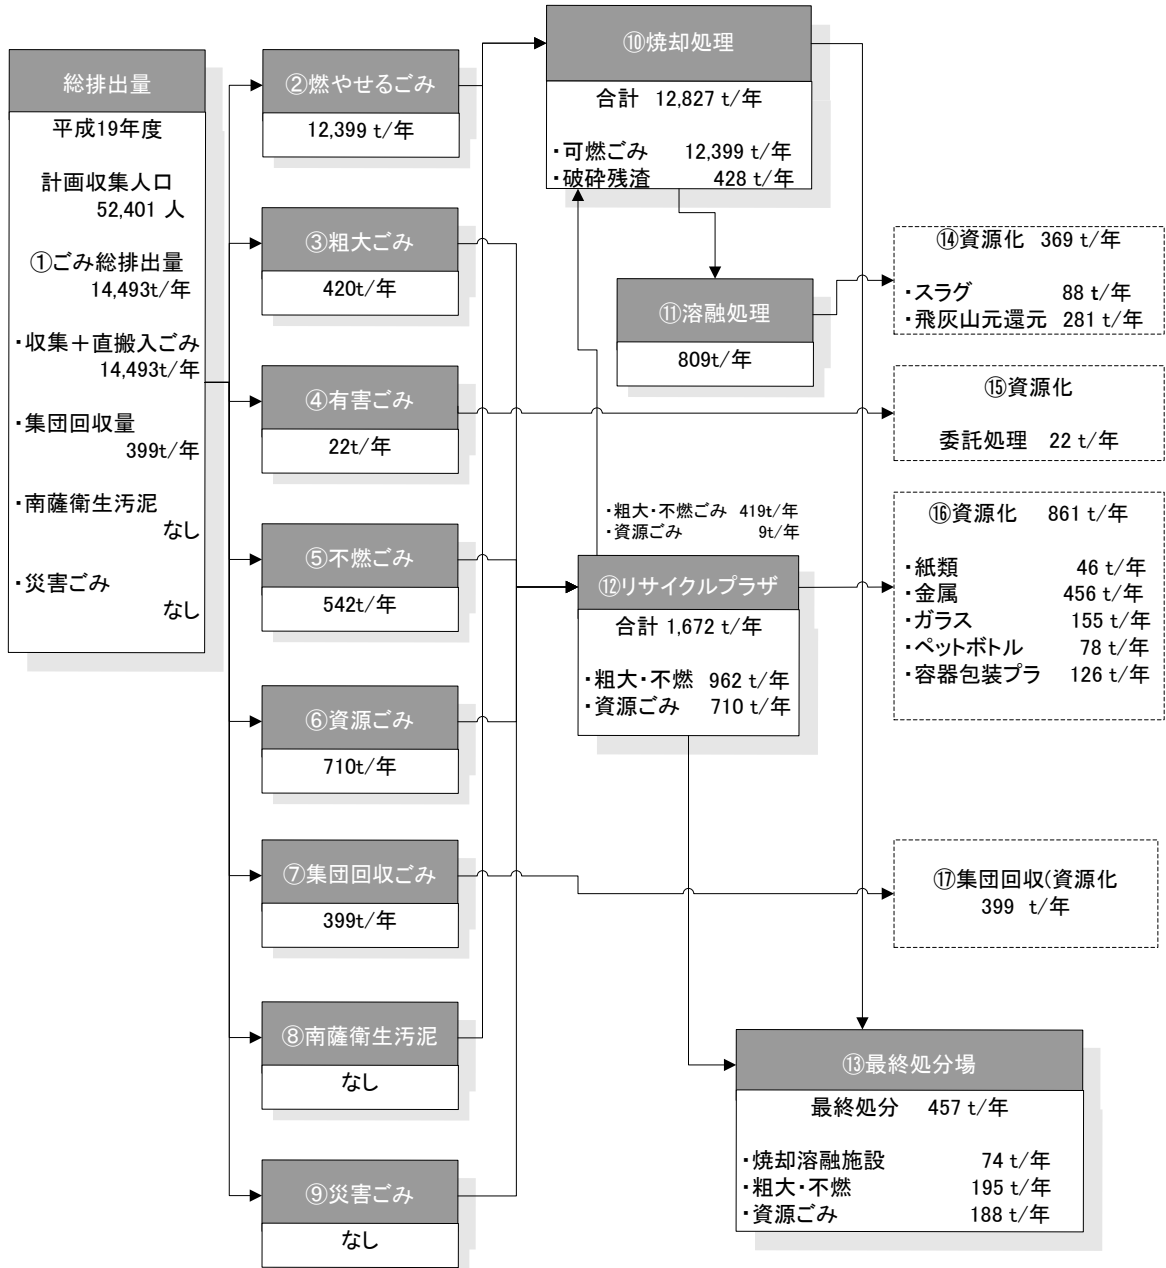 総排出量
平成19年度
計画収集人口
52,401 人
①ごみ総排出量
14,493t/年
・収集＋直搬入ごみ
14,493t/年
・集団回収量
399t/年
・南薩衛生汚泥
なし
・災害ごみ
なし
②燃やせるごみ
12,399 t/年
③粗大ごみ
420t/年
④有害ごみ
22t/年
⑤不燃ごみ
542t/年
⑥資源ごみ
710t/年
⑦集団回収ごみ
399t/年
⑧南薩衛生汚泥
なし
⑨災害ごみ
なし
⑩焼却処理
合計 12,827 t/年
・可燃ごみ 12,399 t/年
・破砕残渣 428 t/年
⑪溶融処理
809t/年
・粗大・不燃ごみ 419t/年
・資源ごみ 9t/年
⑫リサイクルプラザ
合計 1,672 t/年
・粗大・不燃 962 t/年
・資源ごみ 710 t/年
⑬最終処分場
最終処分 457 t/年
・焼却溶融施設 74 t/年
・粗大・不燃 195 t/年
・資源ごみ 188 t/年
⑭資源化 369 t/年
・スラグ 88 t/年
・飛灰山元還元 281 t/年
⑮資源化
委託処理 22 t/年
⑯資源化 861 t/年
・紙類 46 t/年
・金属 456 t/年
・ガラス 155 t/年
・ペットボトル 78 t/年
・容器包装プラ 126 t/年
⑰集団回収(資源化
399 t/年